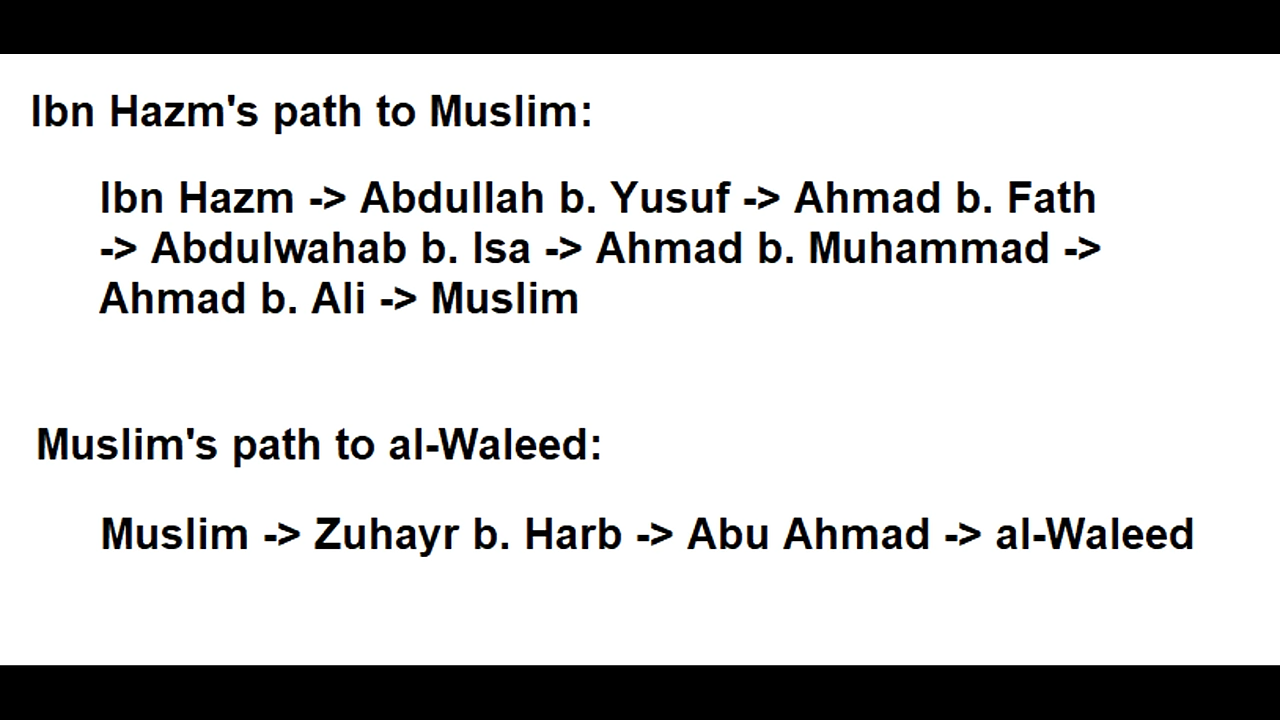 Ibn Hazm's path to Muslim:
Ibn Hazm -> Abdullah b. Yusuf -> Ahmad b. Fath
-> Abdulwahab b. Isa -> Ahmad b. Muhammad ->
Ahmad b. Ali -> Muslim
Muslim's path to al-Waleed:
Muslim -> Zuhayr b. Harb -> Abu Ahmad -> al-Waleed